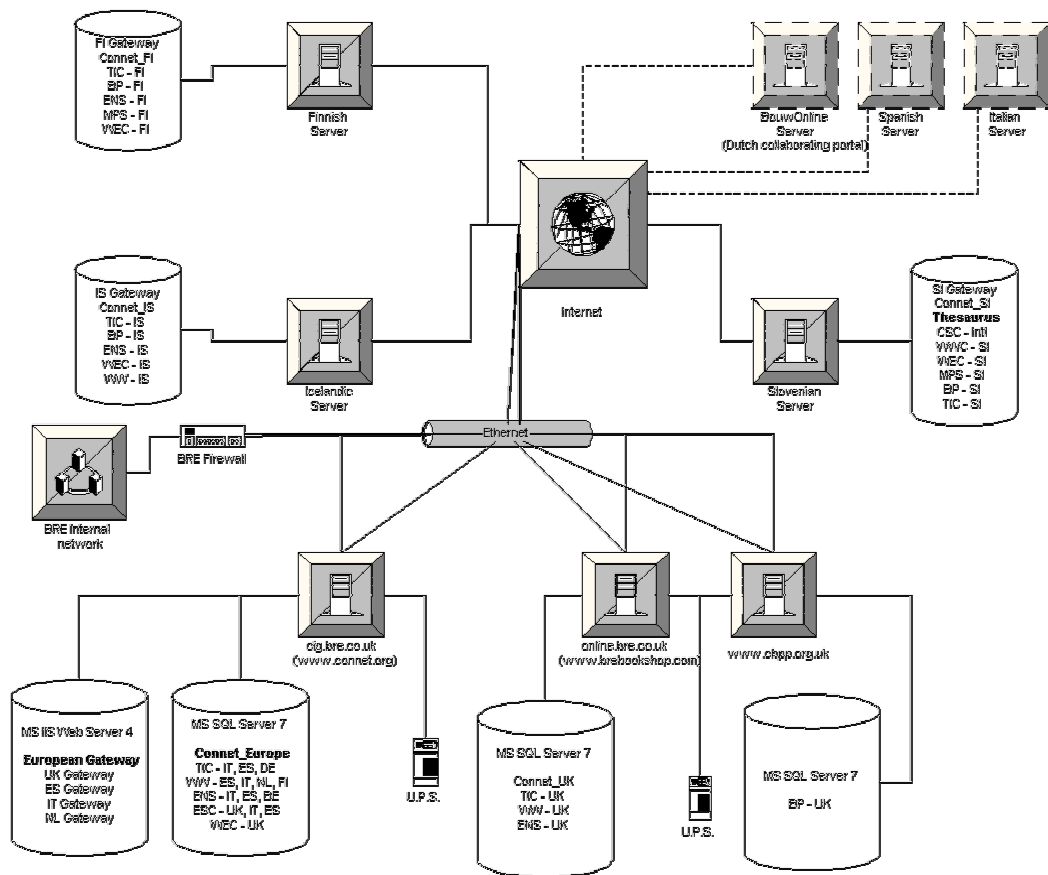 FI Gateway
Connet_FI
TIC - FI
BP - FI
ENS - FI
MPS - FI
WEC - FI
Finnish
Server
BouwOnline
Server
(Dutch collaborating portal)
Spanish
Server
Italian
Server
Internet
IS Gateway
Connet_IS
TIC - IS
BP - IS
ENS - IS
WEC - IS
WW - IS
Icelandic
Server
Slovenian
Server
SI Gateway
Connet_SI
Thesaurus
CSC - Intl
WWC - SI
WEC - SI
MPS - SI
BP - SI
TIC - SI
Ethernet
BRE Firewall
BRE Internal
network
cig.bre.co.uk
(www.connet.org)
online.bre.co.uk
(www.brebookshop.com)
www.cbpp.org.uk
MS IIS Web Server 4
European Gateway
UK Gateway
ES Gateway
IT Gateway
NL Gateway
MS SQL Server 7
Connet_Europe
TIC - IT, ES, DE
WW - ES, IT, NL, FI
ENS - IT, ES, DE
ESC - UK, IT, ES
WEC - UK
U.P.S.
MS SQL Server 7
Connet_UK
TIC - UK
WW - UK
ENS - UK
U.P.S.
MS SQL Server 7
BP - UK